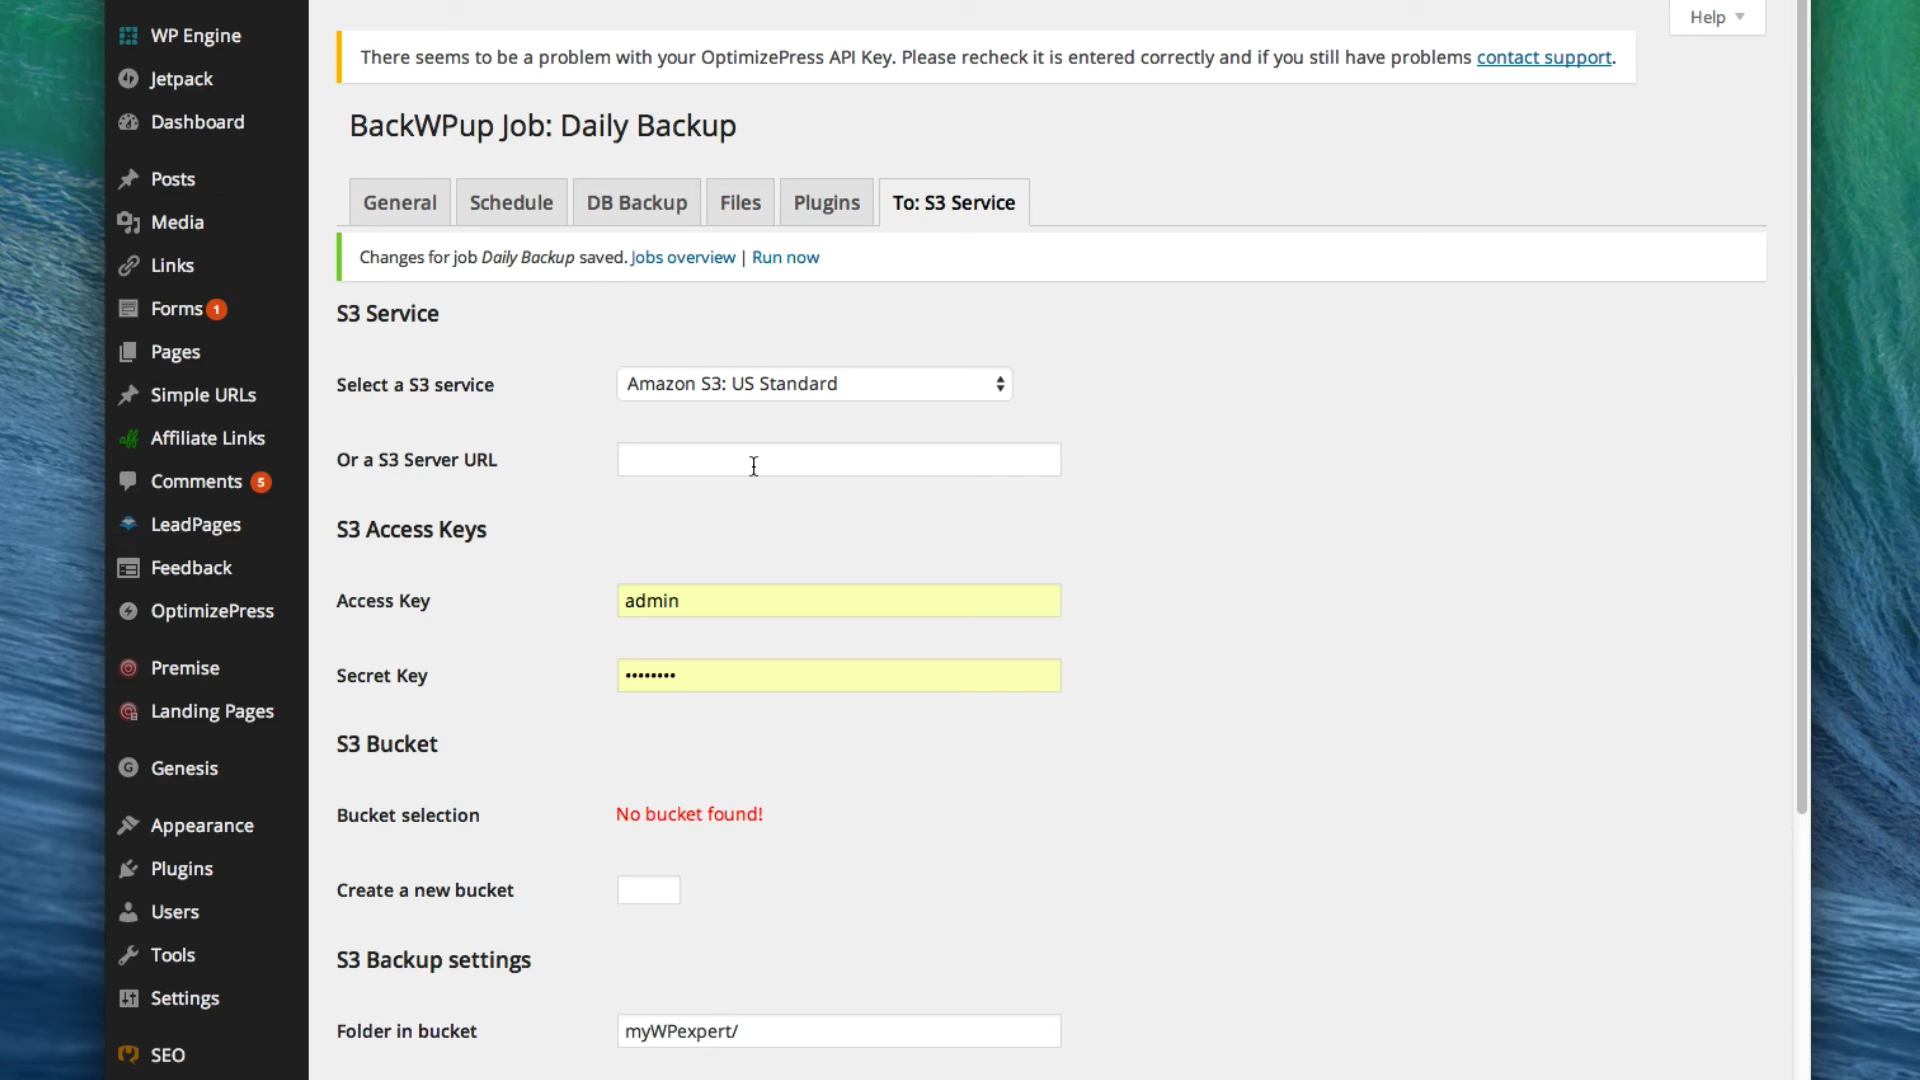 WP Engine
Jetpack
Dashboard
Posts
Media
Links
Forms 1
Pages
Simple URLs
aff Affiliate Links
Comments 5
LeadPages
Feedback
OptimizePress
Premise
Landing Pages
G Genesis
Appearance
Plugins
Users
Tools
Settings
SEO
Help
There seems to be a problem with your OptimizePress API Key. Please recheck it is entered correctly and if you still have problems contact support.
BackWPup Job: Daily Backup
General Schedule DB Backup Files Plugins To: S3 Service
Changes for job Daily Backup saved. Jobs overview | Run now
S3 Service
Select a S3 service Amazon S3: US Standard
Or a S3 Server URL
S3 Access Keys
Access Key admin
Secret Key ••••••••
S3 Bucket
Bucket selection No bucket found!
Create a new bucket
S3 Backup settings
Folder in bucket myWPexpert/